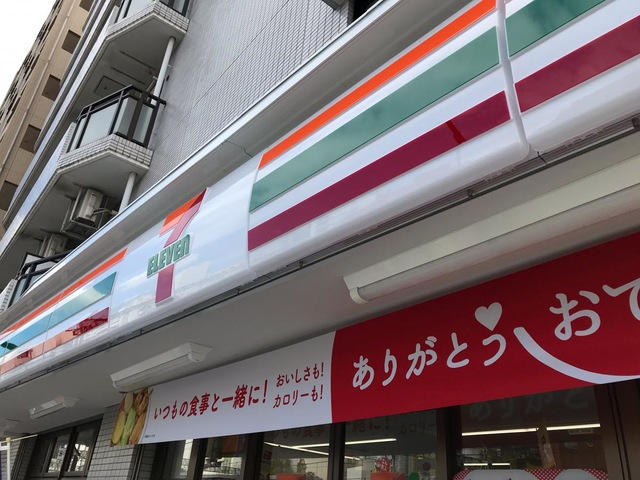 7
ELEVEN
いつもの食事と一緒に!
おいしさも!
カロリーも!
ありがとう
おて